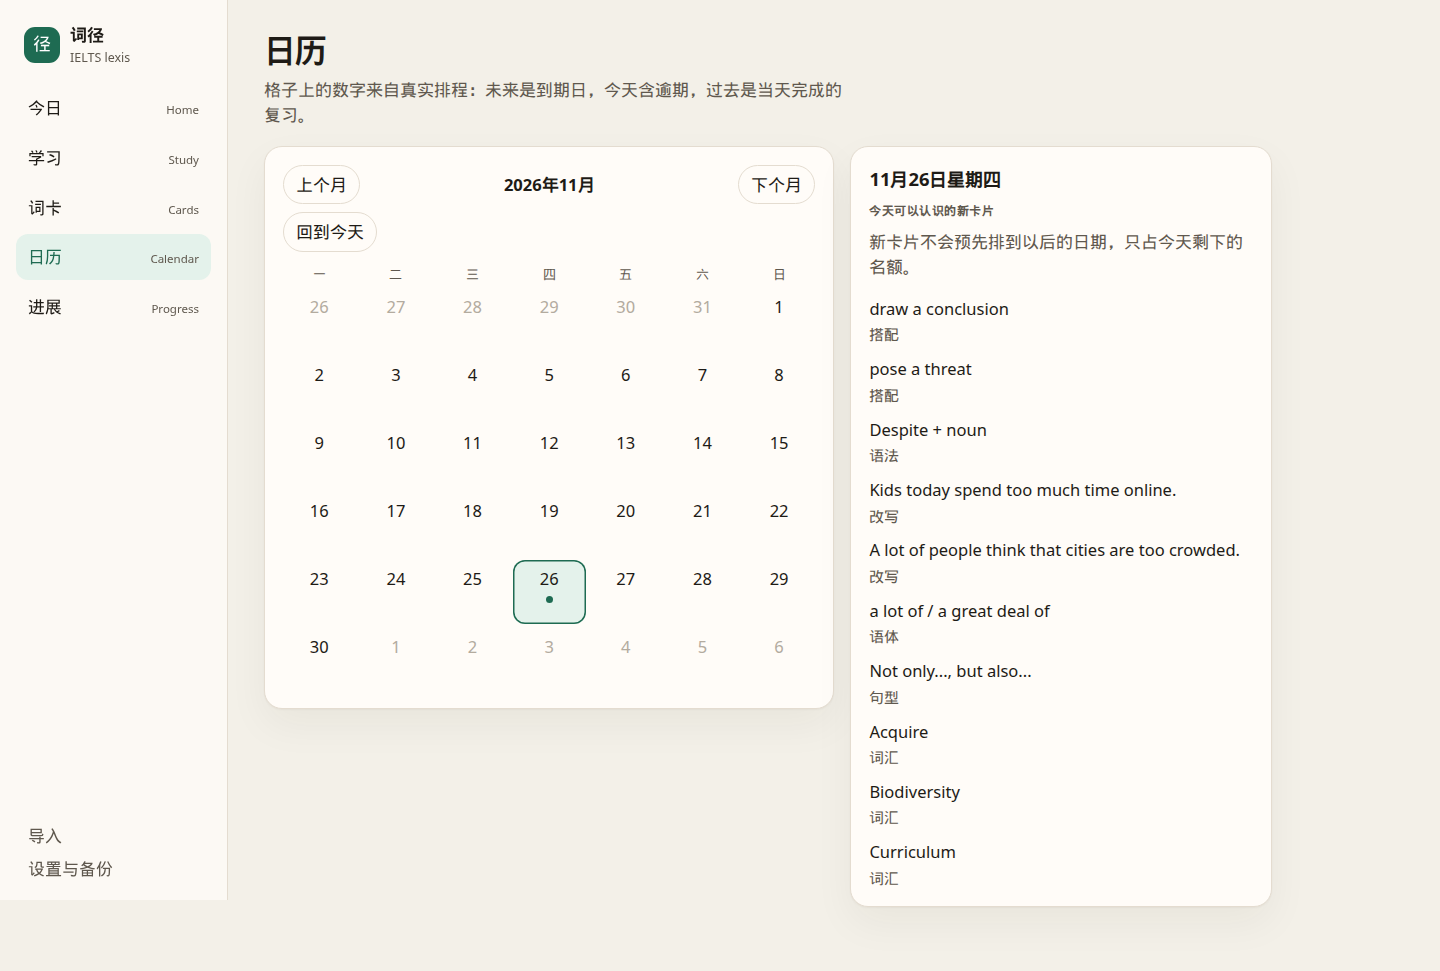 径
词径
IELTS lexis
今日 Home
学习 Study
词卡 Cards
日历 Calendar
进展 Progress
导入
设置与备份
日历
格子上的数字来自真实排程：未来是到期日，今天含逾期，过去是当天完成的
复习。
上个月 2026年11月 下个月
回到今天
一 二 三 四 五 六 日
26 27 28 29 30 31 1
2 3 4 5 6 7 8
9 10 11 12 13 14 15
16 17 18 19 20 21 22
23 24 25 26 27 28 29
30 1 2 3 4 5 6
11月26日星期四
今天可以认识的新卡片
新卡片不会预先排到以后的日期，只占今天剩下的
名额。
draw a conclusion
搭配
pose a threat
搭配
Despite + noun
语法
Kids today spend too much time online.
改写
A lot of people think that cities are too crowded.
改写
a lot of / a great deal of
语体
Not only..., but also...
句型
Acquire
词汇
Biodiversity
词汇
Curriculum
词汇